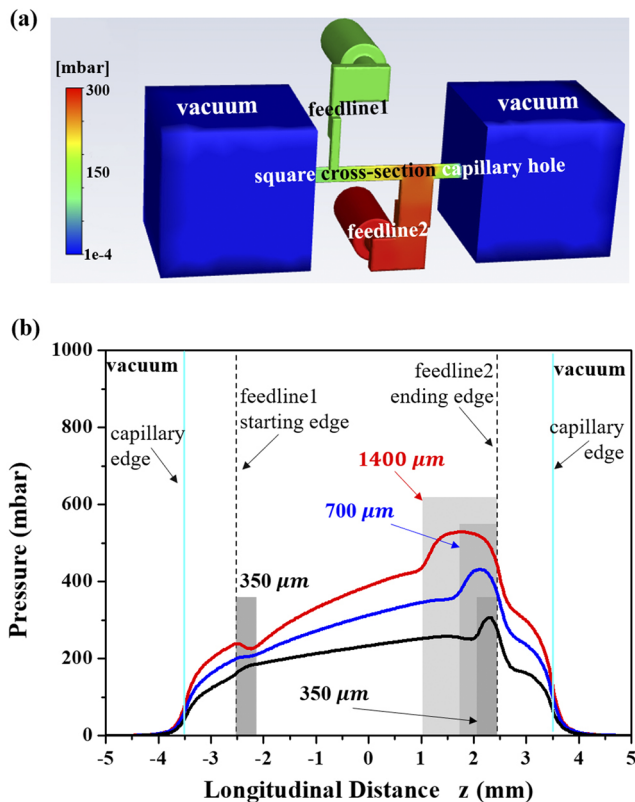 (a)
[mbar]
300
150
1e-4
vacuum
feedline1
vacuum
square cross-section capillary hole
feedline2
(b)
1000
800
600
400
200
0
Pressure (mbar)
vacuum
capillary
edge
feedline1
starting edge
feedline2
ending edge
vacuum
capillary
edge
1400 μm
700 μm
350 μm
350 μm
-5 -4 -3 -2 -1 0 1 2 3 4 5
Longitudinal Distance z (mm)